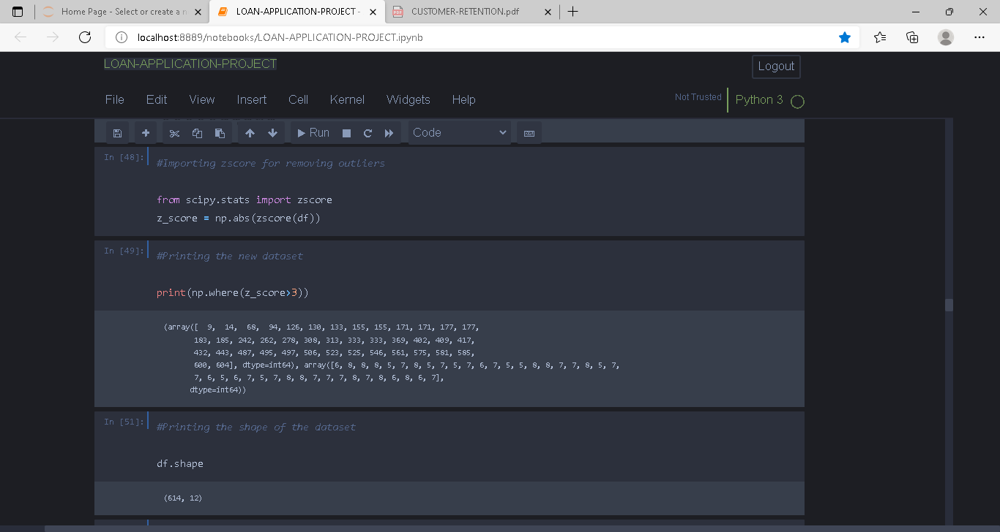 Home Page - Select or create a n
LOAN-APPLICATION-PROJECT -
CUSTOMER-RETENTION.pdf
localhost:8889/notebooks/LOAN-APPLICATION-PROJECT.ipynb
LOAN-APPLICATION-PROJECT
Logout
File Edit View Insert Cell Kernel Widgets Help
Not Trusted
Python 3
Run
Code
In [48]:
#Importing zscore for removing outliers
from scipy.stats import zscore
z_score = np.abs(zscore(df))
In [49]:
#Printing the new dataset
print(np.where(z_score>3))
(array([ 9, 14, 68, 94, 126, 130, 133, 155, 155, 171, 171, 177, 177,
183, 185, 242, 262, 278, 308, 313, 333, 333, 369, 402, 409, 417,
432, 443, 487, 495, 497, 506, 523, 525, 546, 561, 575, 581, 585,
600, 604], dtype=int64), array([6, 8, 8, 8, 5, 7, 8, 5, 7, 5, 7, 6, 7, 5, 5, 8, 8, 7, 7, 8, 5, 7,
7, 6, 5, 6, 7, 5, 7, 8, 8, 7, 7, 7, 8, 7, 8, 6, 8, 6, 7],
dtype=int64))
In [51]:
#Printing the shape of the dataset
df.shape
(614, 12)